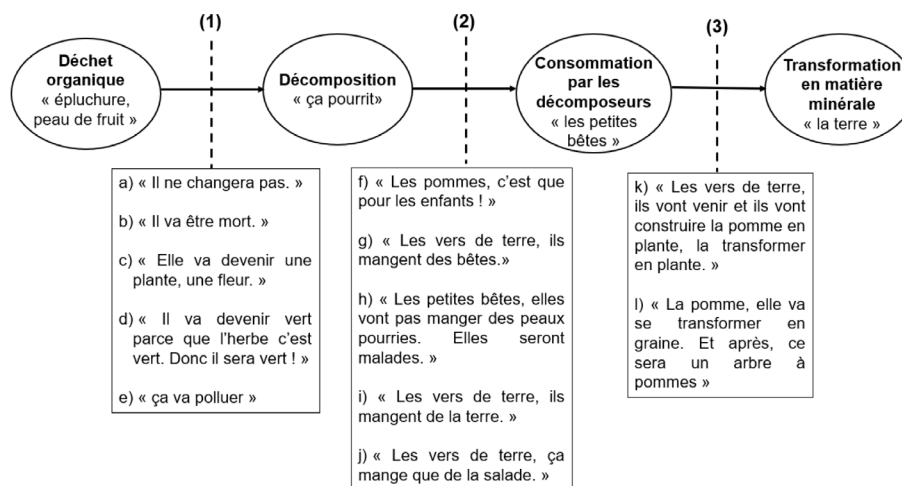 (1)
(2)
(3)
Déchet
organique
« épluchure,
peau de fruit »
Décomposition
« ça pourrit»
Consommation
par les
décomposeurs
« les petites
bêtes »
Transformation
en matière
minérale
« la terre »
a) « Il ne changera pas. »
b) « Il va être mort. »
c) « Elle va devenir une
plante, une fleur. »
d) « Il va devenir vert
parce que l'herbe c'est
vert. Donc il sera vert ! »
e) « ça va polluer »
f) « Les pommes, c'est que
pour les enfants ! »
g) « Les vers de terre, ils
mangent des bêtes.»
h) « Les petites bêtes, elles
vont pas manger des peaux
pourries. Elles seront
malades. »
i) « Les vers de terre, ils
mangent de la terre. »
j) « Les vers de terre, ça
mange que de la salade. »
k) « Les vers de terre,
ils vont venir et ils vont
construire la pomme en
plante, la transformer
en plante. »
l) « La pomme, elle va
se transformer en
graine. Et après, ce
sera un arbre à
pommes »